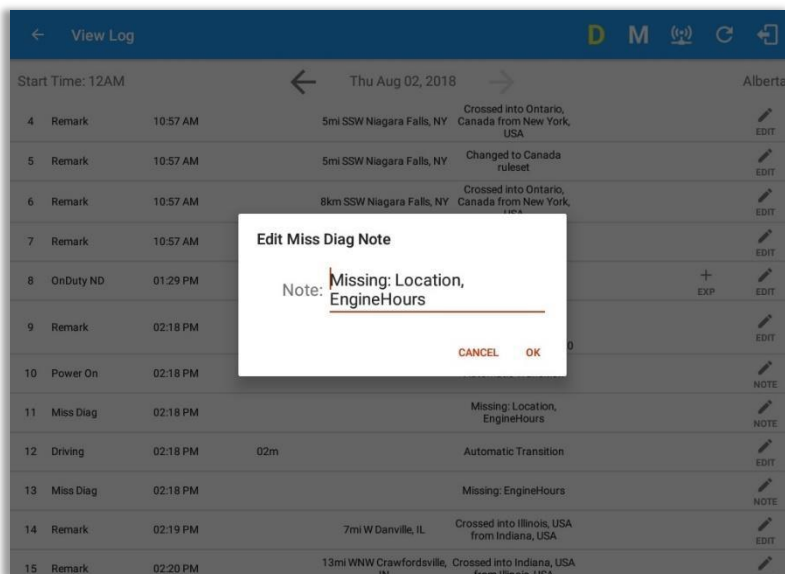 View Log
D M
Start Time: 12AM Thu Aug 02, 2018 Alberta
4 Remark 10:57 AM 5mi SSW Niagara Falls, NY Crossed into Ontario, Canada from New York, USA EDIT
5 Remark 10:57 AM 5mi SSW Niagara Falls, NY Changed to Canada ruleset EDIT
6 Remark 10:57 AM 8km SSW Niagara Falls, NY Crossed into Ontario, Canada from New York, USA EDIT
7 Remark 10:57 AM EDIT
8 OnDuty ND 01:29 PM + EXP EDIT
9 Remark 02:18 PM EDIT
10 Power On 02:18 PM NOTE
11 Miss Diag 02:18 PM Missing: Location, EngineHours NOTE
12 Driving 02:18 PM 02m Automatic Transition EDIT
13 Miss Diag 02:18 PM Missing: EngineHours NOTE
14 Remark 02:19 PM 7mi W Danville, IL Crossed into Illinois, USA from Indiana, USA EDIT
15 Remark 02:20 PM 13mi WNW Crawfordsville, Crossed into Indiana, USA
Edit Miss Diag Note
Note: Missing: Location,
EngineHours
CANCEL OK